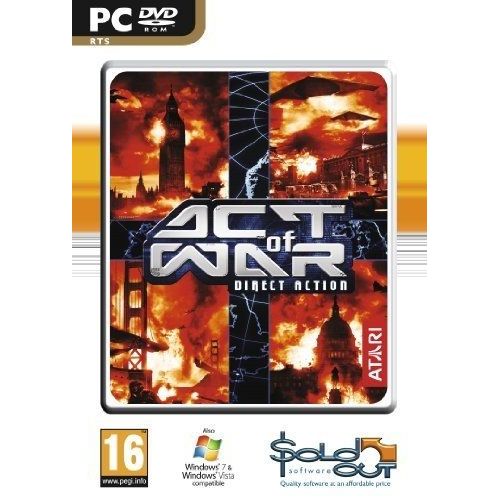 PC DVD
ROM
RTS
ACT
of
WAR
DIRECT ACTION
ATARI
16
www.pegi.info
Also
Windows 7 &
Windows Vista
compatible
$old
software
OUT
Quality software at an affordable price